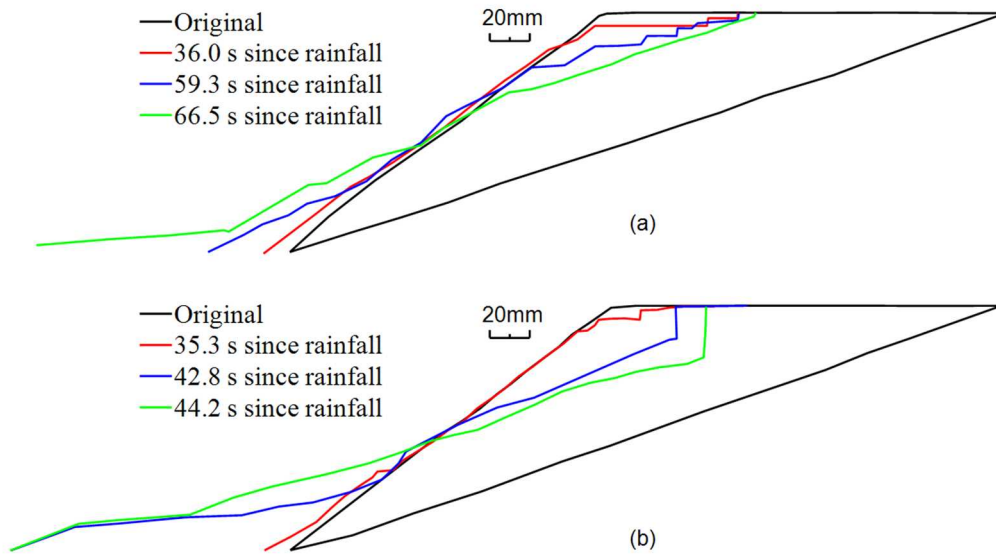 Original
20mm
36.0 s since rainfall
59.3 s since rainfall
66.5 s since rainfall
(a)
Original
20mm
35.3 s since rainfall
42.8 s since rainfall
44.2 s since rainfall
(b)